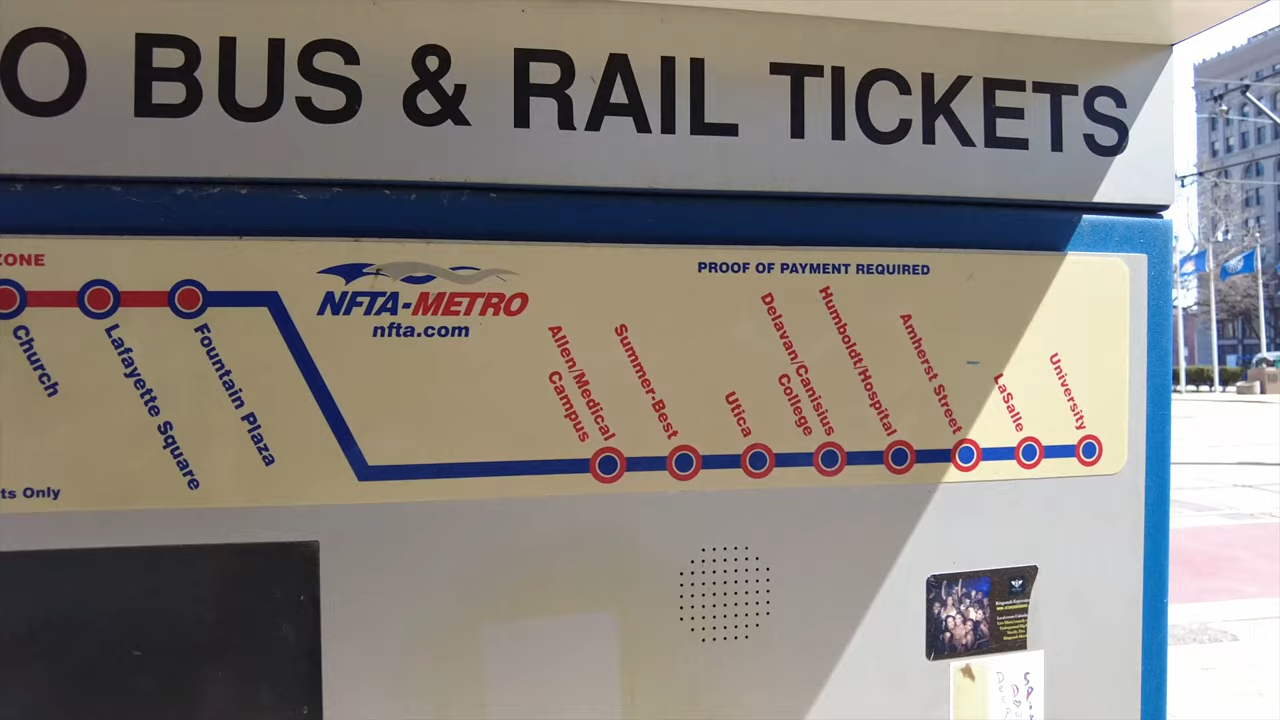 O BUS & RAIL TICKETS
ZONE
NFTA-METRO
nfta.com
PROOF OF PAYMENT REQUIRED
Church
Lafayette Square
Fountain Plaza
Allen/Medical
Campus
Summer-Best
Utica
Delavan/Canisius
College
Humboldt/Hospital
Amherst Street
LaSalle
University
ts Only